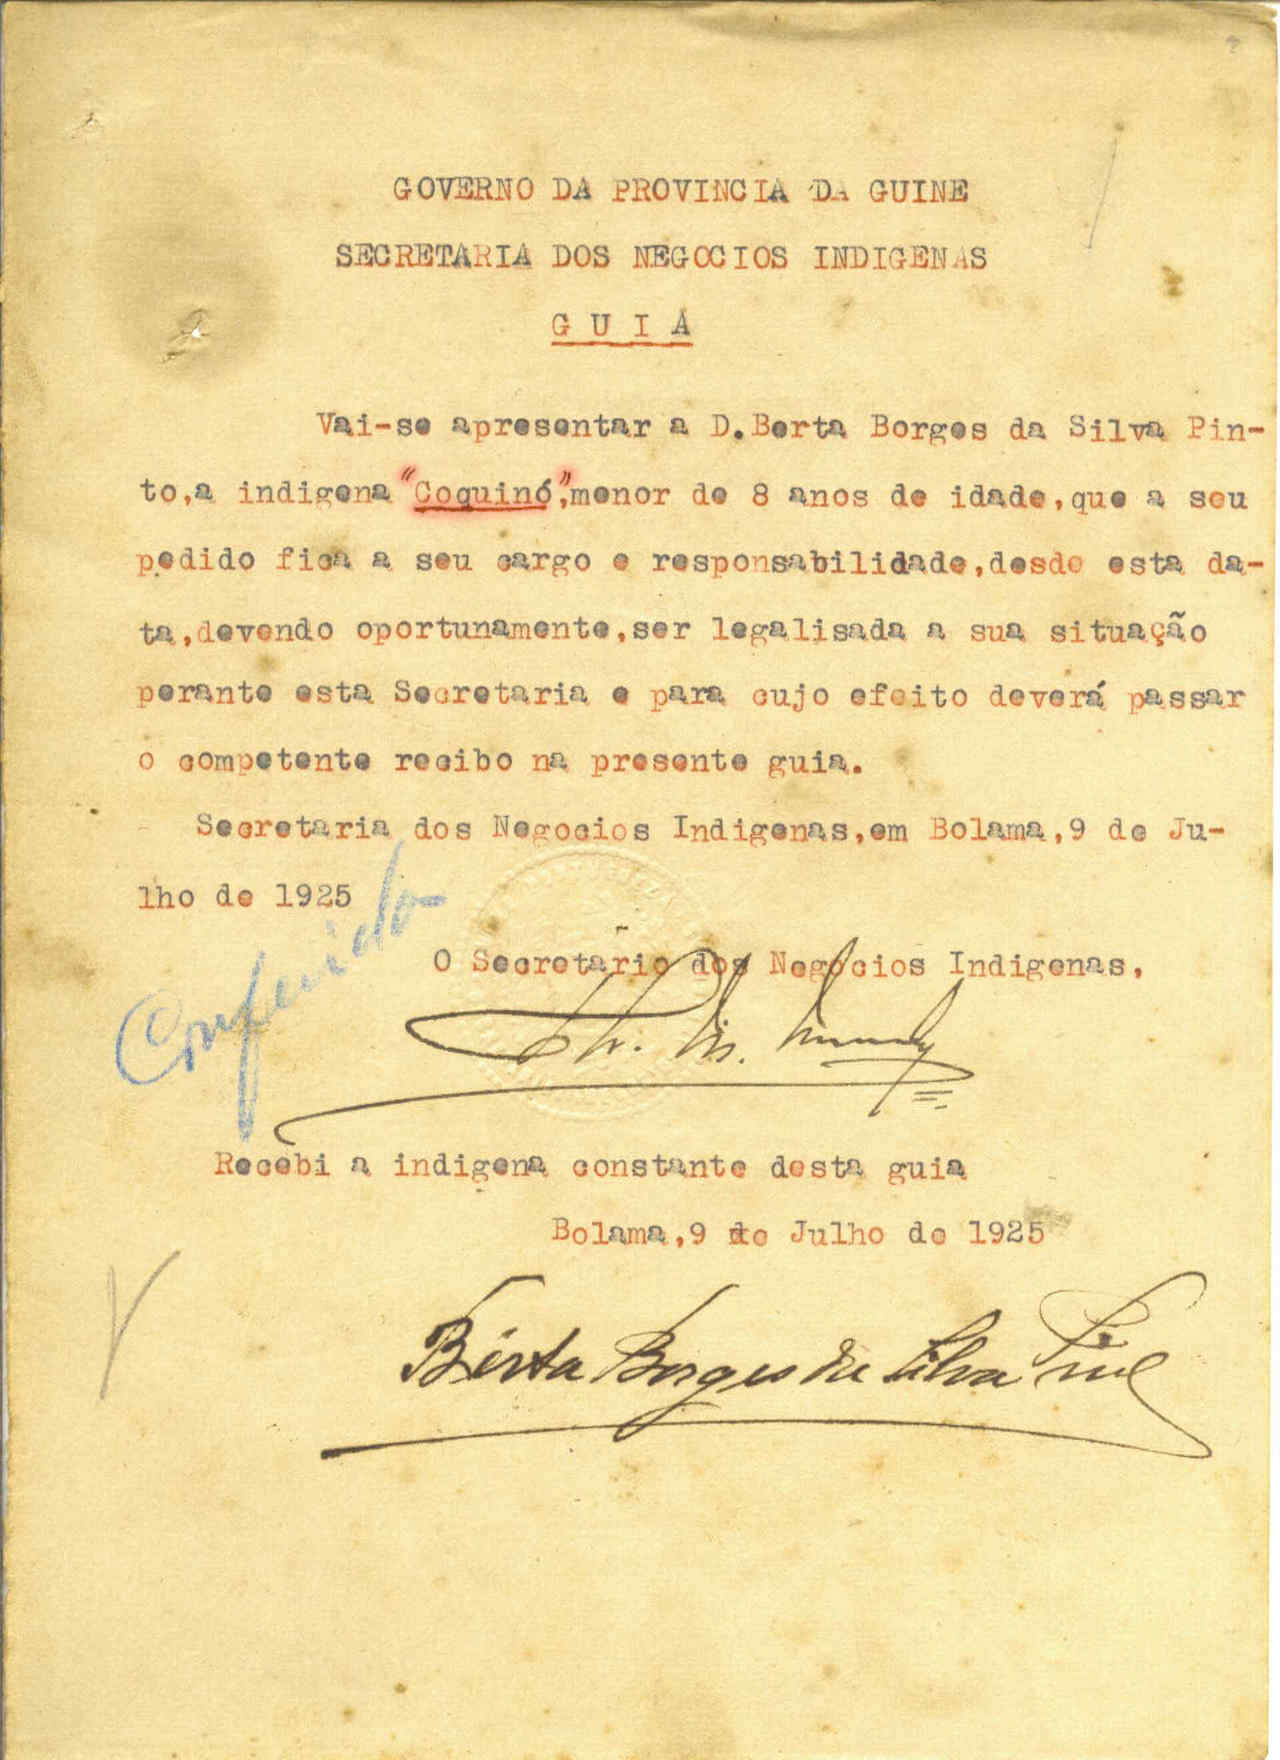 GOVERNO DA PROVINCIA DA GUINE
SECRETARIA DOS NEGOCIOS INDIGENAS
G U I A
Vai-se apresentar a D.Berta Borges da Silva Pin-
to,a indigena "Coquinó",menor de 8 anos de idade,que a seu
pedido fica a seu cargo e responsabilidade,desde esta da-
ta,devendo oportunamente,ser legalisada a sua situação
perante esta Secretaria e para cujo efeito deverá passar
o competente recibo na presente guia.
Secretaria dos Negocios Indigenas,em Bolama,9 de Ju-
lho de 1925
Conferido
O Secretario dos Negocios Indigenas,
Recebi a indigena constante desta guia
Bolama,9 de Julho de 1925
Berta Borges da Silva Pinto